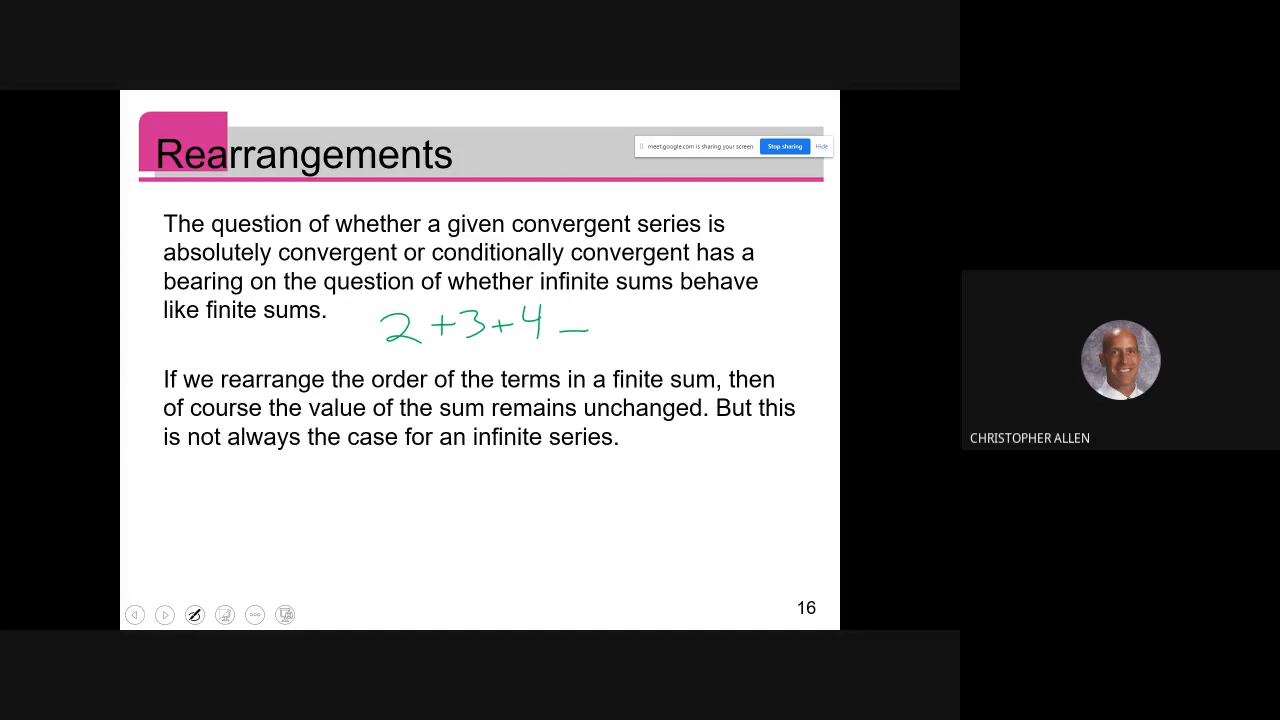 Rearrangements
meet.google.com is sharing your screen.
Stop sharing
Hide
The question of whether a given convergent series is
absolutely convergent or conditionally convergent has a
bearing on the question of whether infinite sums behave
like finite sums.
2 + 3 + 4 –
If we rearrange the order of the terms in a finite sum, then
of course the value of the sum remains unchanged. But this
is not always the case for an infinite series.
16
CHRISTOPHER ALLEN